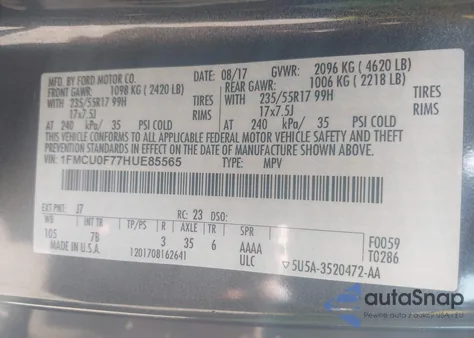 MFD. BY FORD MOTOR CO.
DATE: 08/17 GVWR: 2096 KG ( 4620 LB)
FRONT GAWR: 1098 KG ( 2420 LB) REAR GAWR: 1006 KG ( 2218 LB)
WITH 235/55R17 99H TIRES WITH 235/55R17 99H TIRES
17x7.5J RIMS 17x7.5J RIMS
AT 240 kPa/ 35 PSI COLD AT 240 kPa/ 35 PSI COLD
THIS VEHICLE CONFORMS TO ALL APPLICABLE FEDERAL MOTOR VEHICLE SAFETY AND
THEFT PREVENTION STANDARDS IN EFFECT ON THE DATE OF MANUFACTURE SHOWN ABOVE.
VIN: 1FMCU0F77HUE85565 TYPE: MPV
EXT PNT: J7 RC: 23 DSO:
WB INT TR TP/PS R AXLE TR SPR
105 7B 3 35 6 AAAA F0059
MADE IN U.S.A. 1201708162641 ULC T0286
5U5A-3520472-AA
autoSnap
Pewne auto z USA i EU